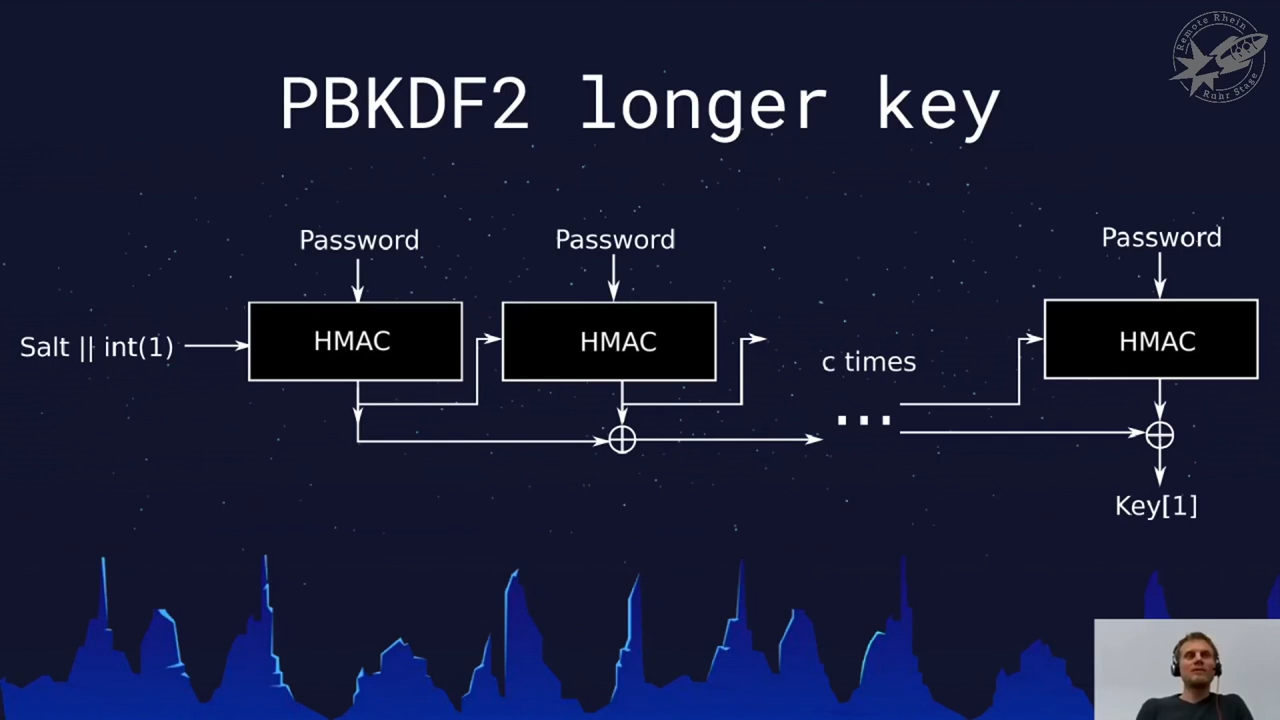 Remote Rhein
Ruhr Stage
PBKDF2 longer key
Password
Password
Password
Salt || int(1)
HMAC
HMAC
c times
...
HMAC
Key[1]